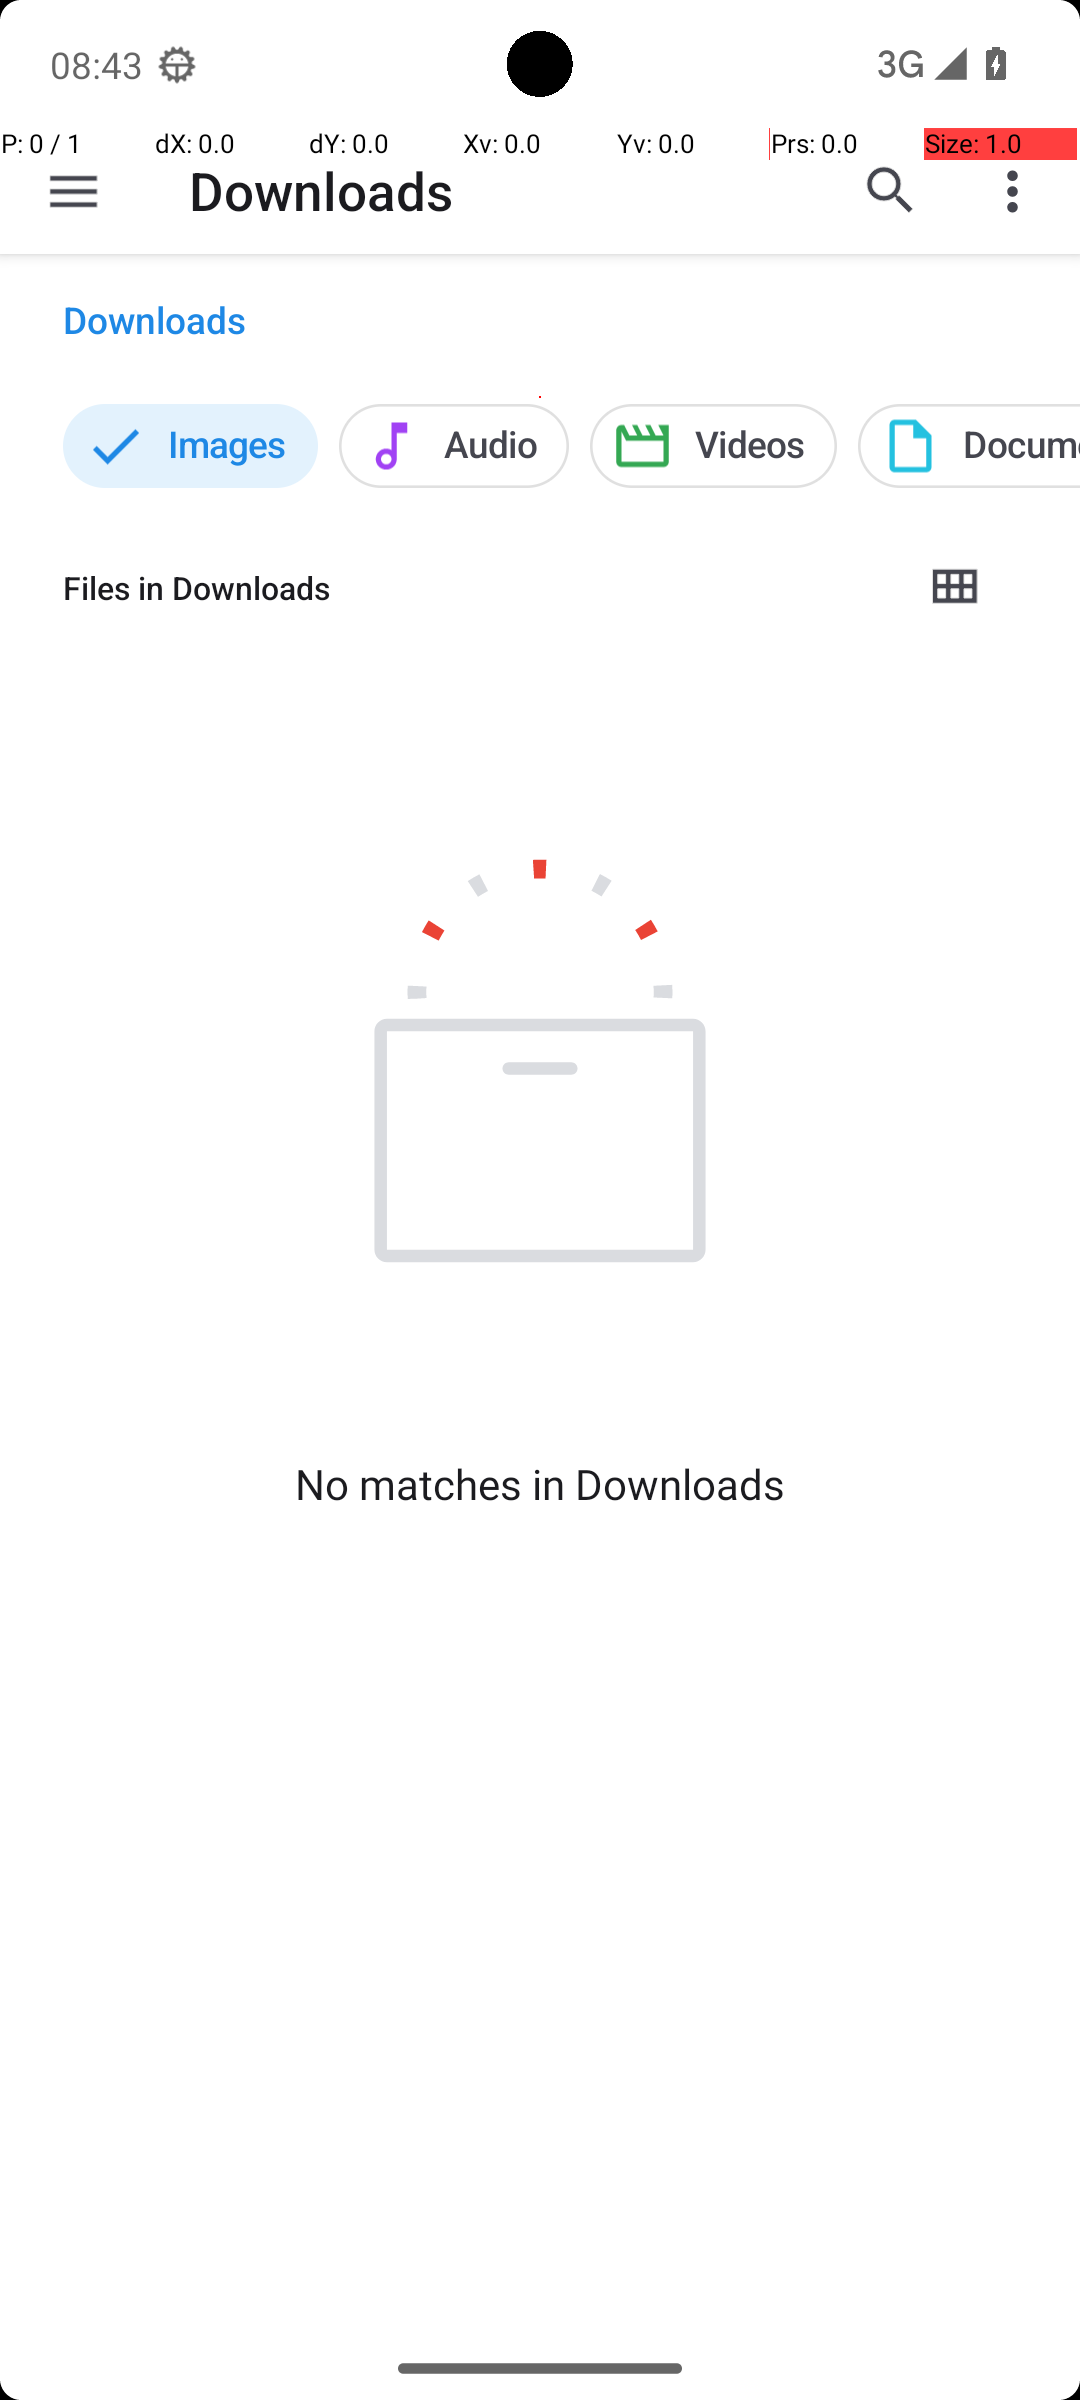 08:43
3G
P: 0 / 1 dX: 0.0 dY: 0.0 Xv: 0.0 Yv: 0.0 Prs: 0.0 Size: 1.0
Downloads
Downloads
Images Audio Videos Docum
Files in Downloads
No matches in Downloads